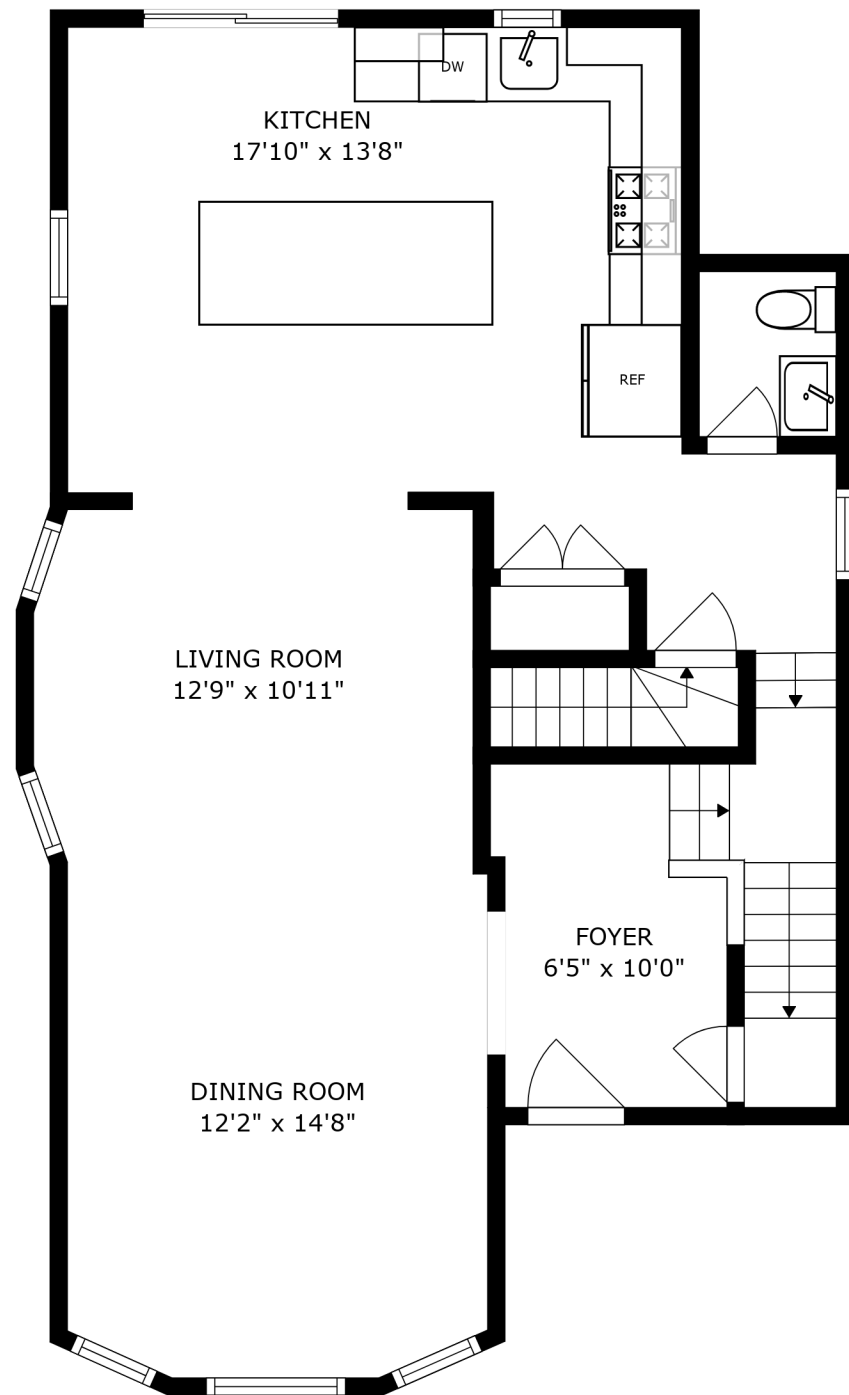 DW
KITCHEN
17'10" x 13'8"
REF
LIVING ROOM
12'9" x 10'11"
FOYER
6'5" x 10'0"
DINING ROOM
12'2" x 14'8"